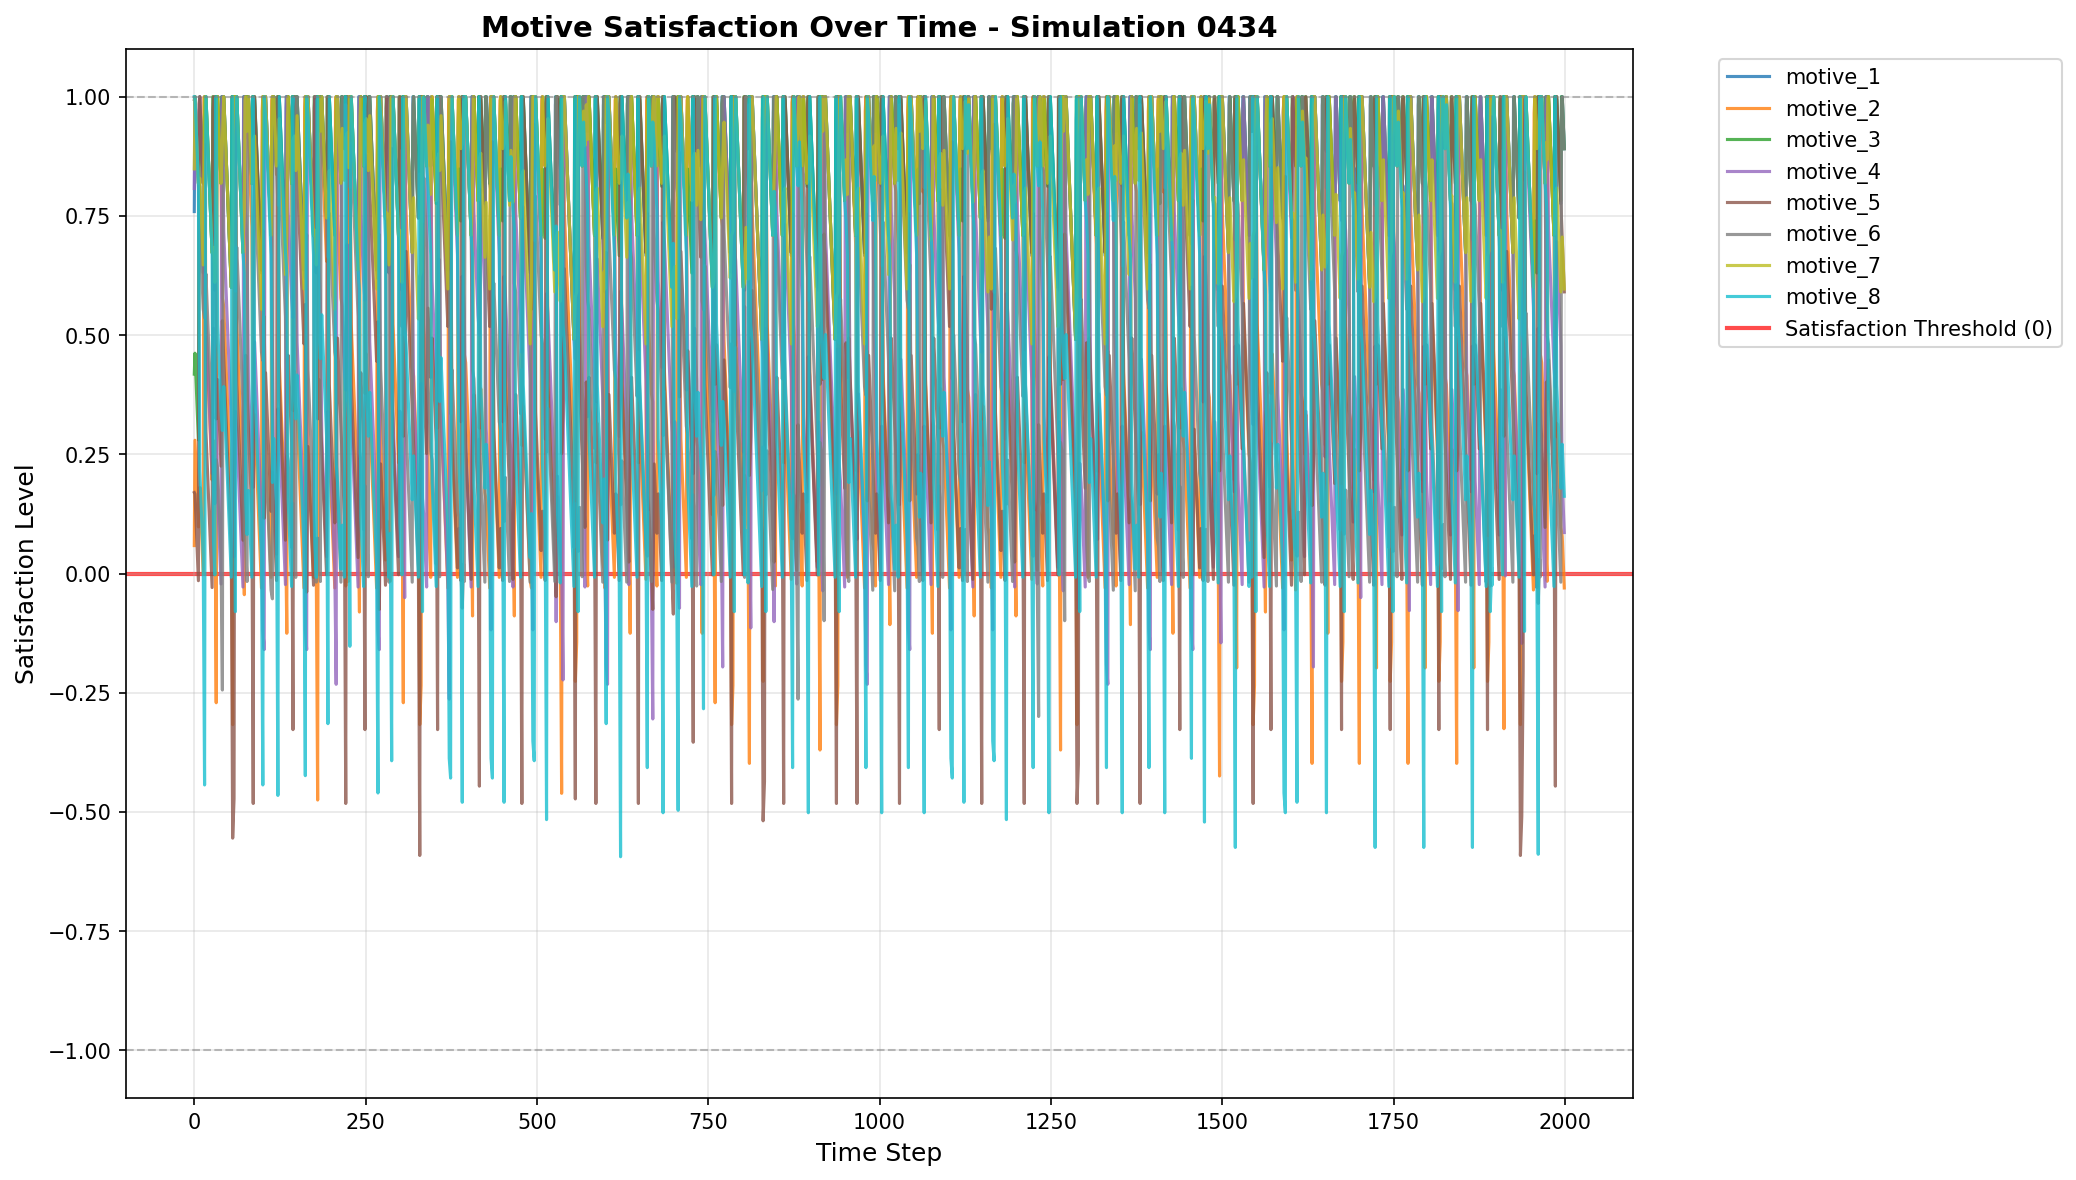 Motive Satisfaction Over Time - Simulation 0434
1.00
0.75
0.50
0.25
0.00
−0.25
−0.50
−0.75
−1.00
Satisfaction Level
0 250 500 750 1000 1250 1500 1750 2000
Time Step
motive_1
motive_2
motive_3
motive_4
motive_5
motive_6
motive_7
motive_8
Satisfaction Threshold (0)